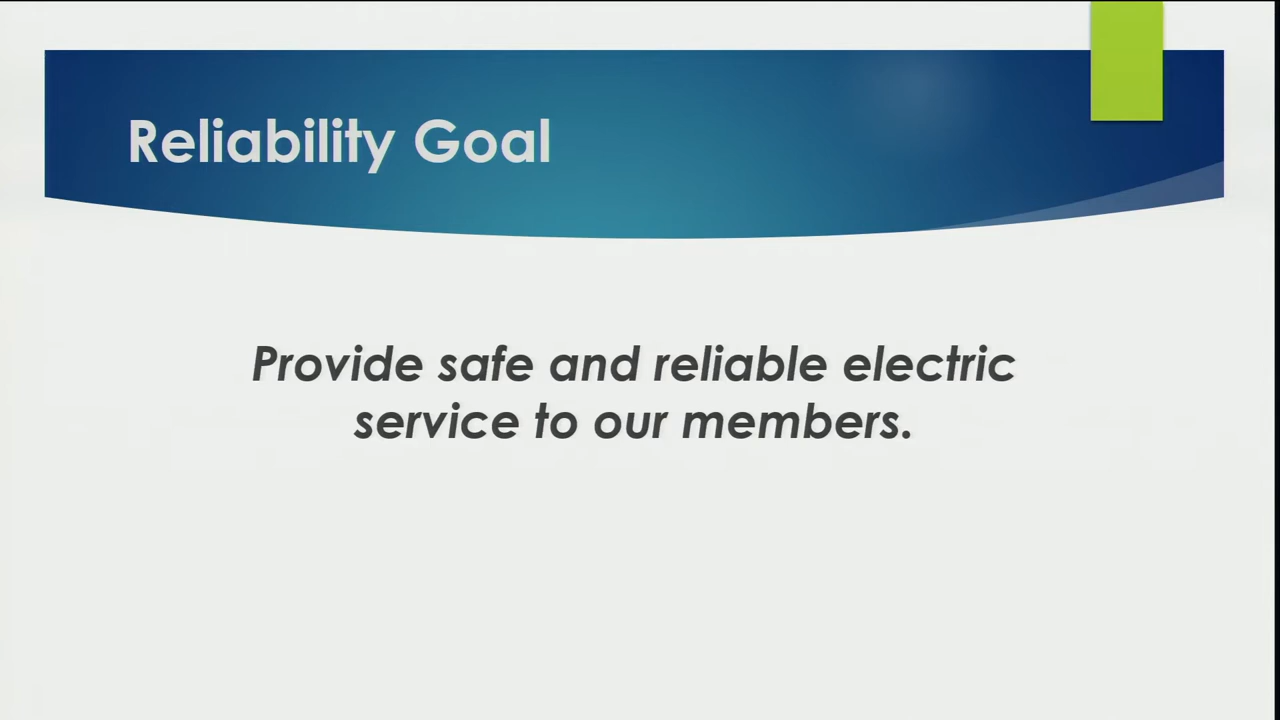 Reliability Goal
Provide safe and reliable electric
service to our members.